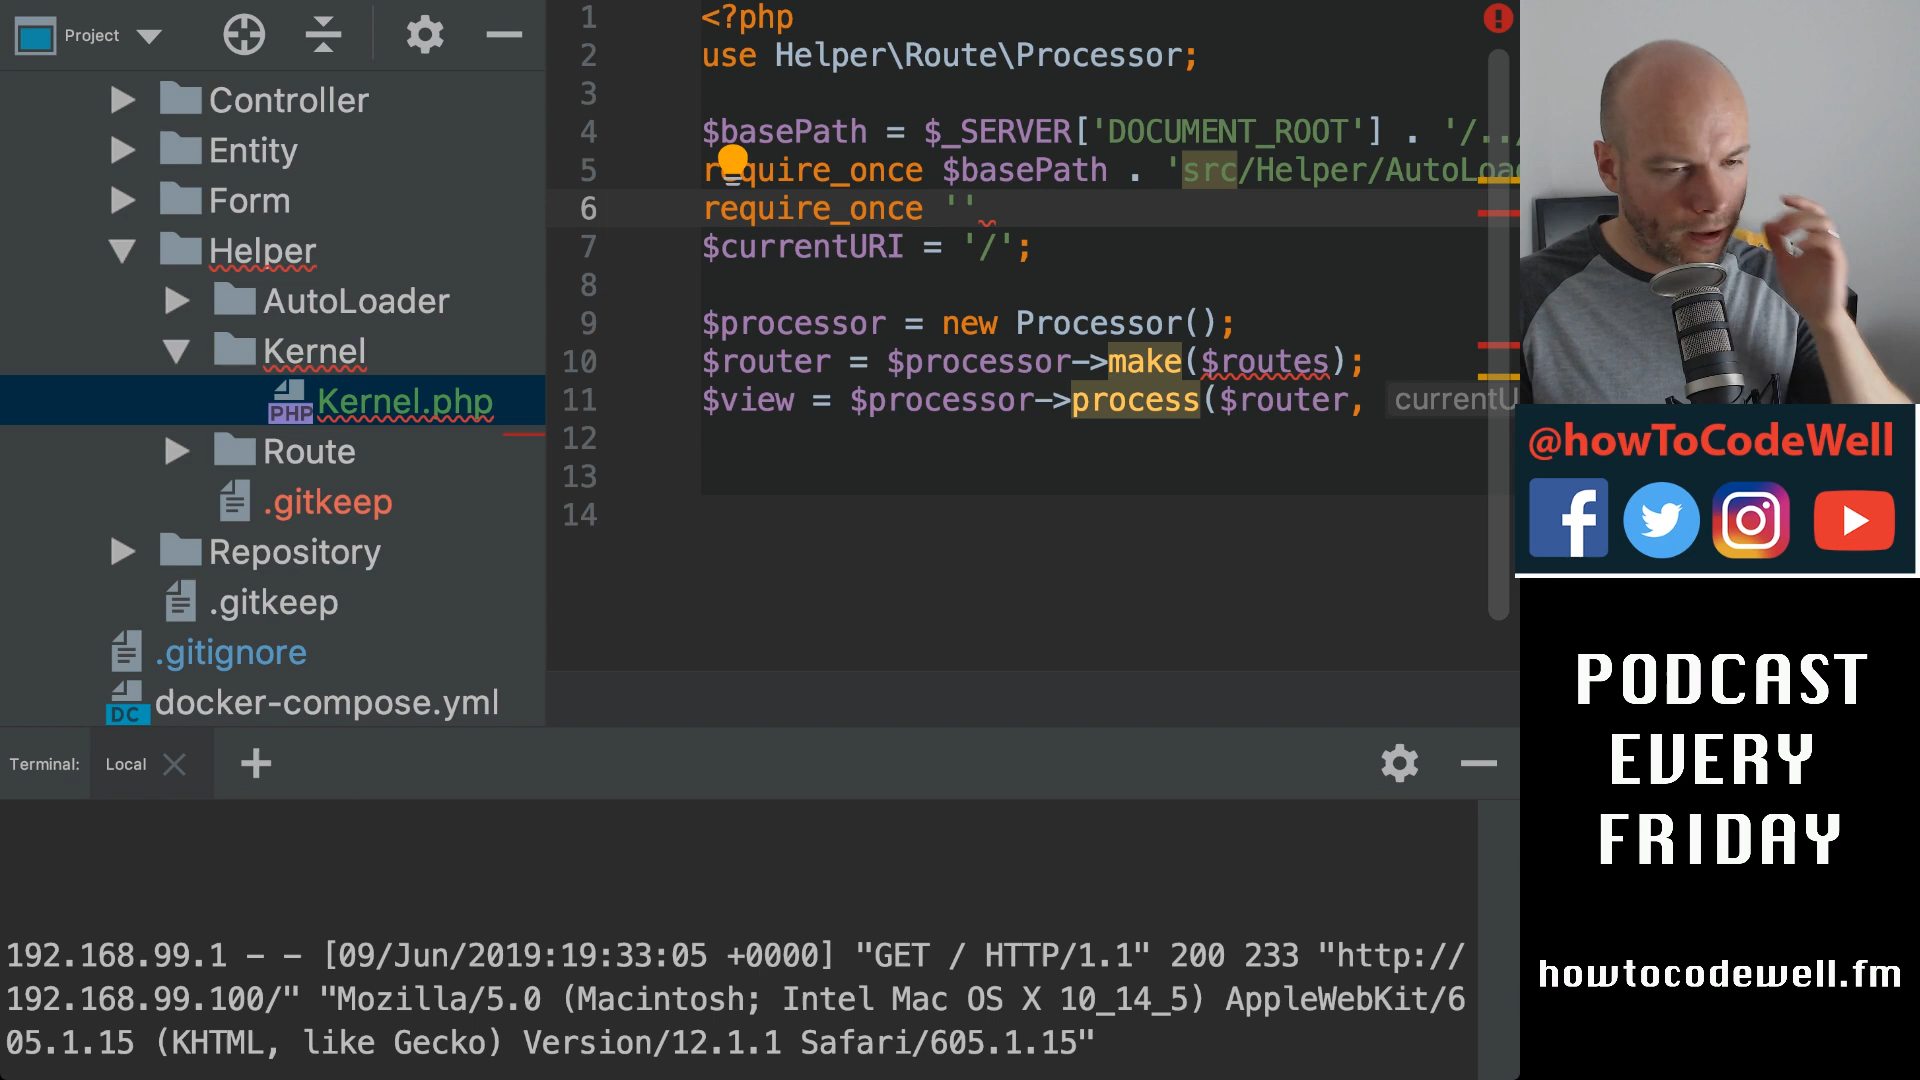 Project
Controller
Entity
Form
Helper
AutoLoader
Kernel
PHP Kernel.php
Route
.gitkeep
Repository
.gitkeep
.gitignore
DC docker-compose.yml
1 <?php
2 use Helper\Route\Processor;
3
4 $basePath = $_SERVER['DOCUMENT_ROOT'] . '/../
5 require_once $basePath . 'src/Helper/AutoLoa
6 require_once ''
7 $currentURI = '/';
8
9 $processor = new Processor();
10 $router = $processor->make($routes);
11 $view = $processor->process($router, currentU
12
13
14
@howToCodeWell
PODCAST
EVERY
FRIDAY
howtocodewell.fm
Terminal: Local
192.168.99.1 - - [09/Jun/2019:19:33:05 +0000] "GET / HTTP/1.1" 200 233 "http://
192.168.99.100/" "Mozilla/5.0 (Macintosh; Intel Mac OS X 10_14_5) AppleWebKit/6
05.1.15 (KHTML, like Gecko) Version/12.1.1 Safari/605.1.15"